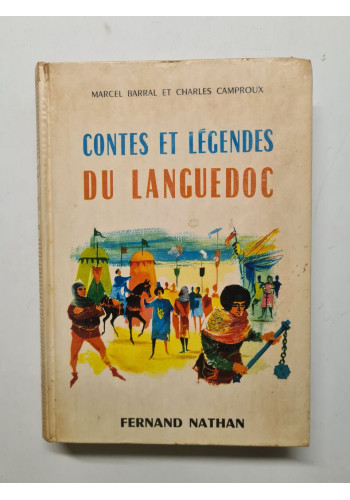 MARCEL BARRAL ET CHARLES CAMPROUX
CONTES ET LÉGENDES
DU LANGUEDOC
FERNAND NATHAN